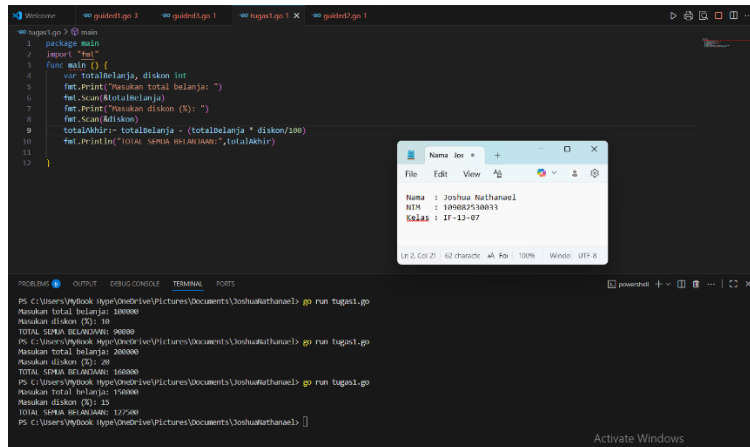 Welcome guided1.go 3 guided3.go 1 tugas1.go 1 guided2.go 1
tugas1.go > main
1 package main
2 import "fmt"
3 func main () {
4 var totalBelanja, diskon int
5 fmt.Print("Masukan total belanja: ")
6 fmt.Scan(&totalBelanja)
7 fmt.Print("Masukan diskon (%): ")
8 fmt.Scan(&diskon)
9 totalAkhir:= totalBelanja - (totalBelanja * diskon/100)
10 fmt.Println("TOTAL SEMUA BELANJAAN:",totalAkhir)
11
12 }
Nama Jos
File Edit View
Nama : Joshua Nathanael
NIM : 109082530033
Kelas : IF-13-07
Ln 2, Col 21 62 characte For 100% Windo UTF-8
PROBLEMS 6 OUTPUT DEBUG CONSOLE TERMINAL PORTS
powershell
PS C:\Users\MyBook Hype\OneDrive\Pictures\Documents\JoshuaNathanael> go run tugas1.go
Masukan total belanja: 100000
Masukan diskon (%): 10
TOTAL SEMUA BELANJAAN: 90000
PS C:\Users\MyBook Hype\OneDrive\Pictures\Documents\JoshuaNathanael> go run tugas1.go
Masukan total belanja: 200000
Masukan diskon (%): 20
TOTAL SEMUA BELANJAAN: 160000
PS C:\Users\MyBook Hype\OneDrive\Pictures\Documents\JoshuaNathanael> go run tugas1.go
Masukan total belanja: 150000
Masukan diskon (%): 15
TOTAL SEMUA BELANJAAN: 127500
PS C:\Users\MyBook Hype\OneDrive\Pictures\Documents\JoshuaNathanael>
Activate Windows